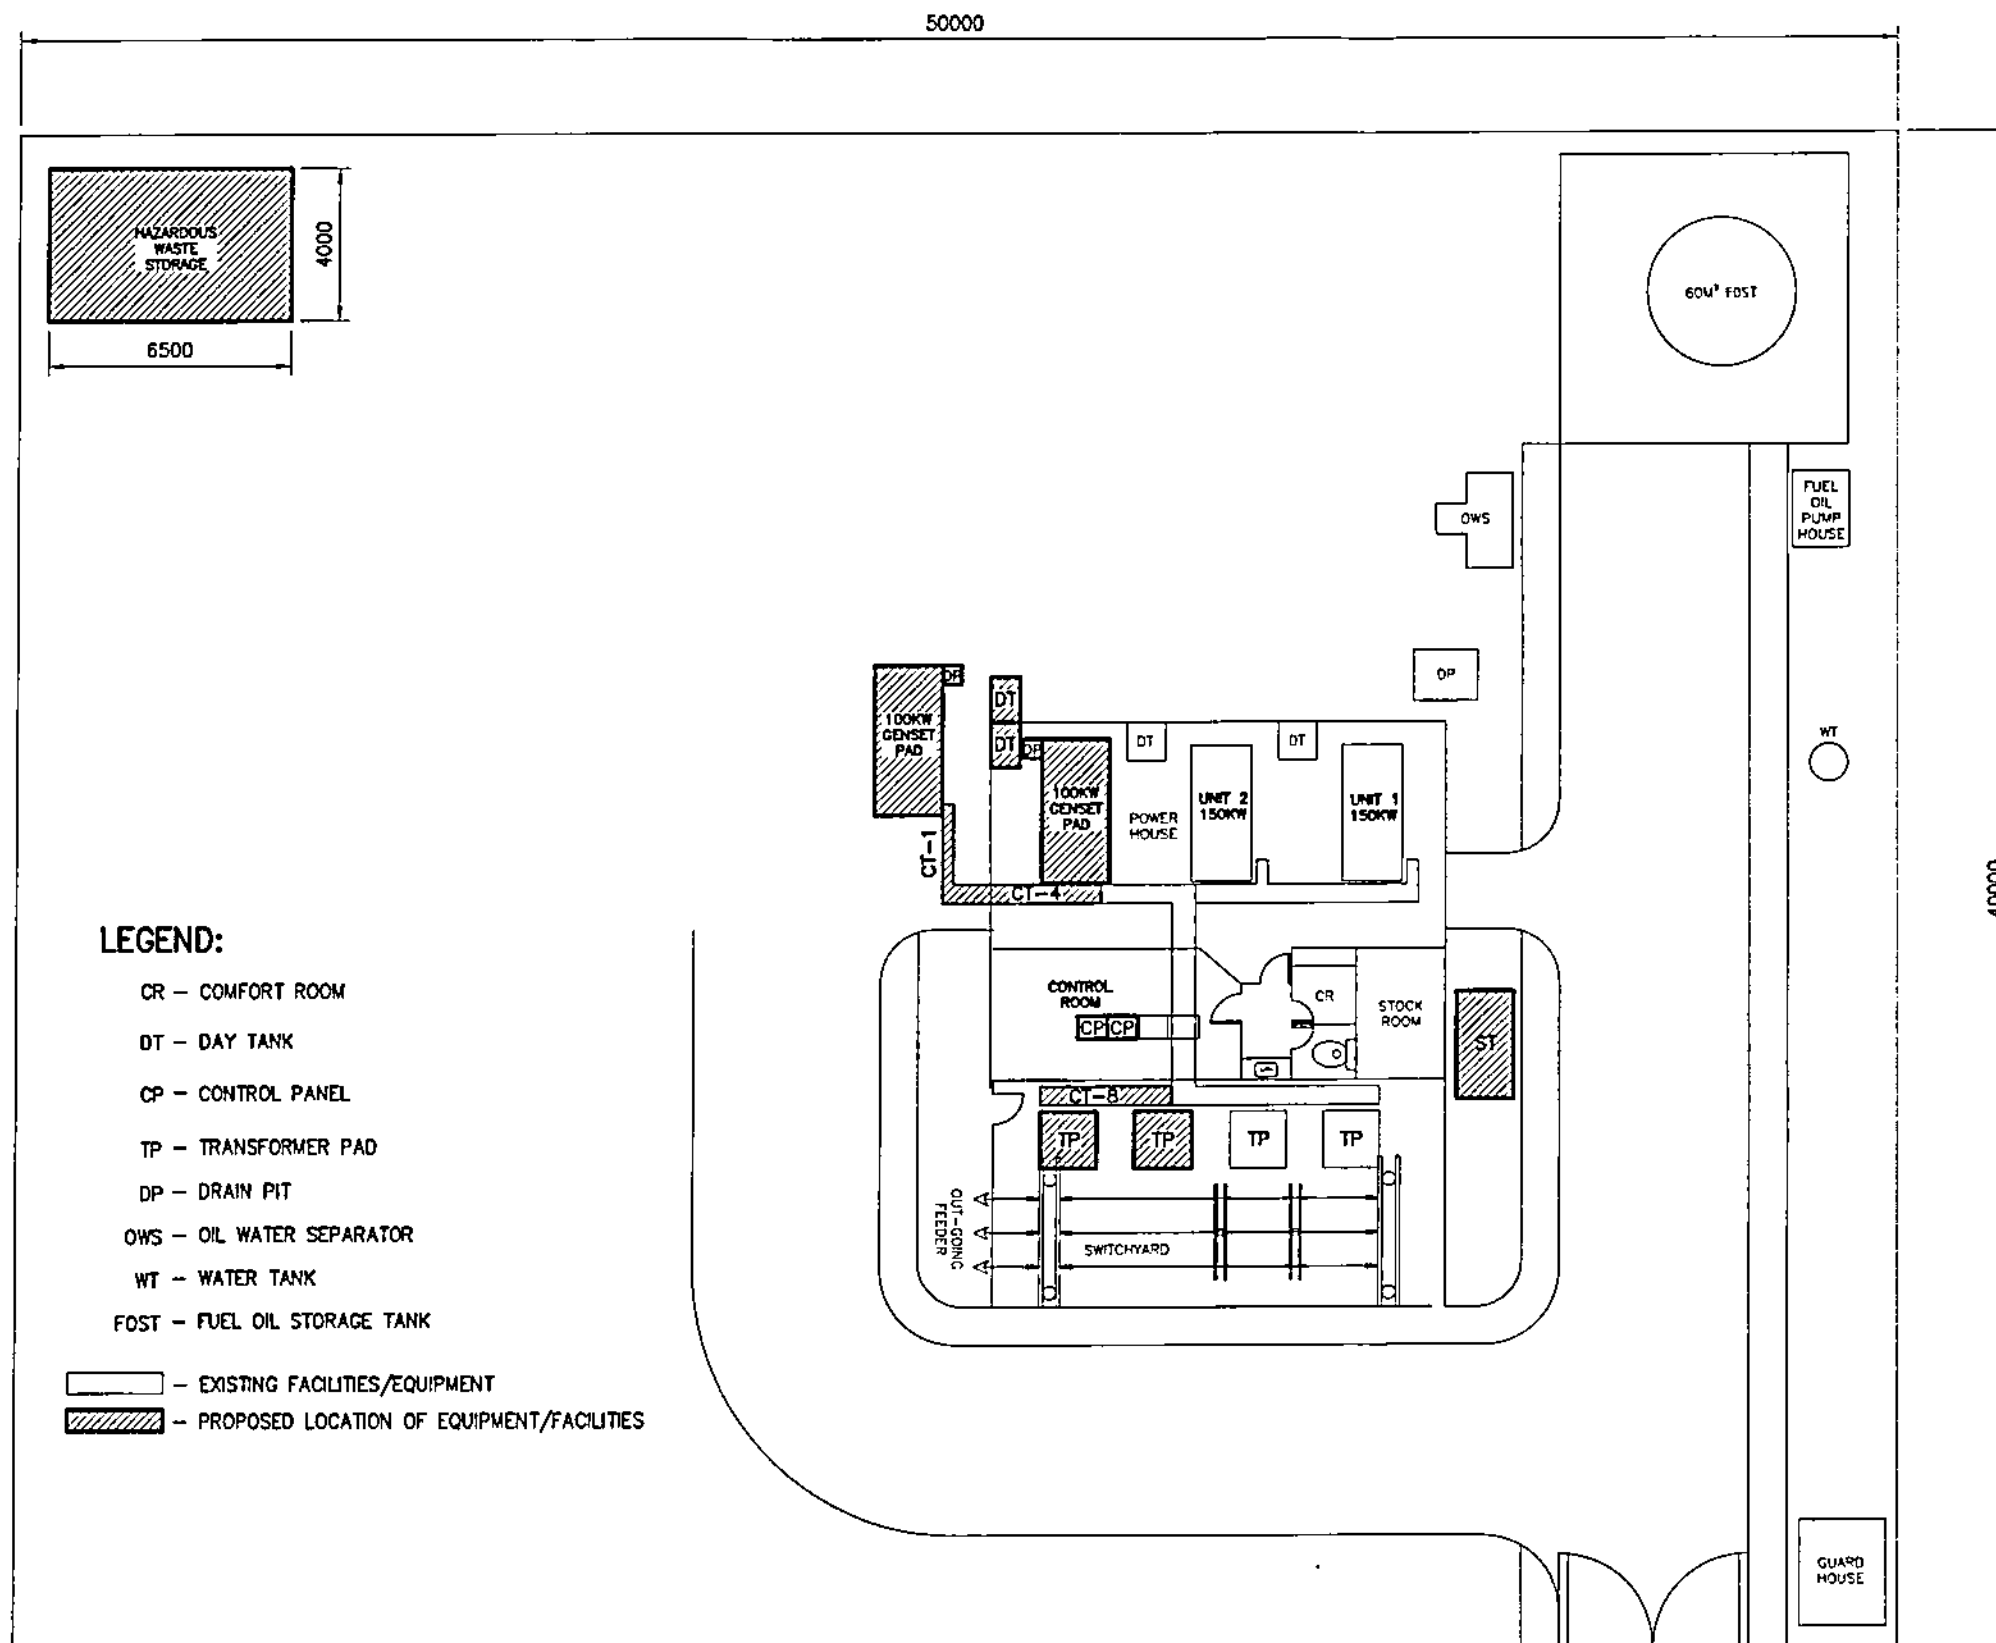 50000
HAZARDOUS
WASTE
STORAGE
4000
6500
60M³ FOST
OWS
FUEL
OIL
PUMP
HOUSE
DP
WT
DP
DT
100KW
GENSET
PAD
DT
DP
DT
DT
100KW
GENSET
PAD
POWER
HOUSE
UNIT 2
150KW
UNIT 1
150KW
CT-1
CT-4
40000
CONTROL
ROOM
CP
CP
CR
STOCK
ROOM
ST
CT-8
TP
TP
TP
TP
OUT-GOING
FEEDER
SWITCHYARD
GUARD
HOUSE
LEGEND:
CR - COMFORT ROOM
DT - DAY TANK
CP - CONTROL PANEL
TP - TRANSFORMER PAD
DP - DRAIN PIT
OWS - OIL WATER SEPARATOR
WT - WATER TANK
FOST - FUEL OIL STORAGE TANK
- EXISTING FACILITIES/EQUIPMENT
- PROPOSED LOCATION OF EQUIPMENT/FACILITIES